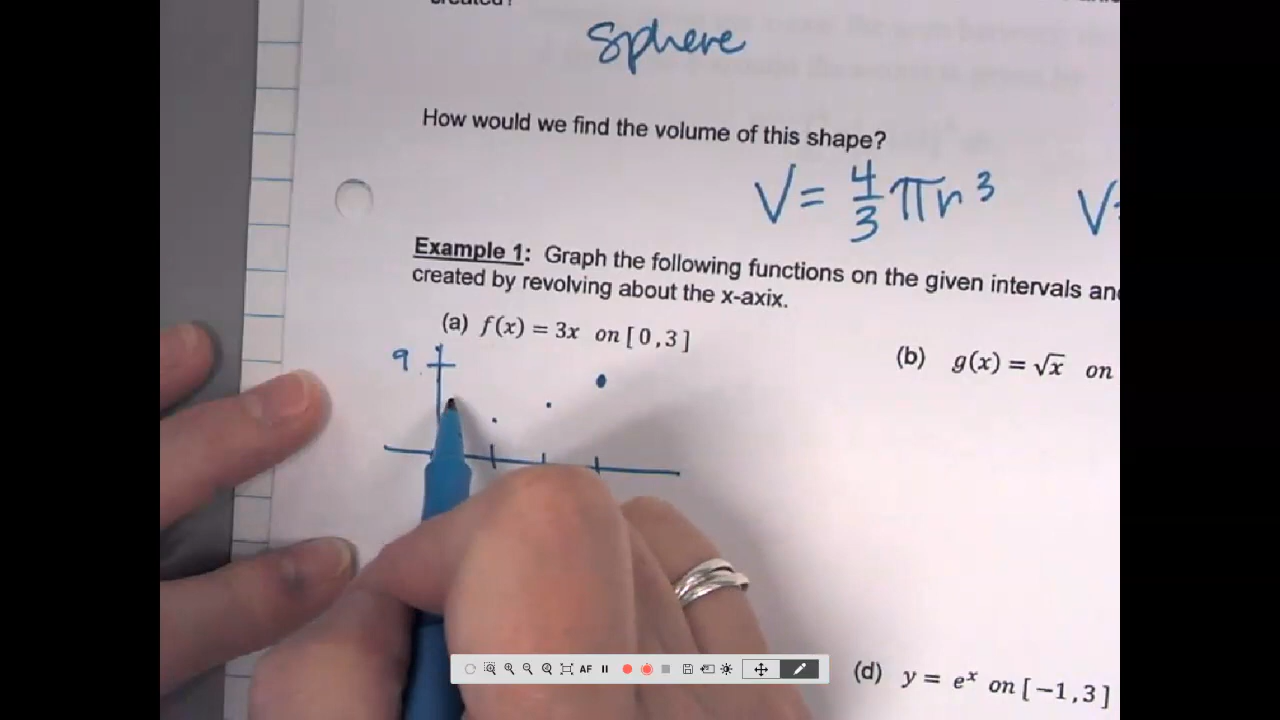 created?
sphere
How would we find the volume of this shape?
V = 4/3 πr³ V=
Example 1: Graph the following functions on the given intervals and
created by revolving about the x-axix.
(a) f(x) = 3x on [ 0 , 3 ]
(b) g(x) = √x on
9
(d) y = eˣ on [ −1 , 3 ]
AF